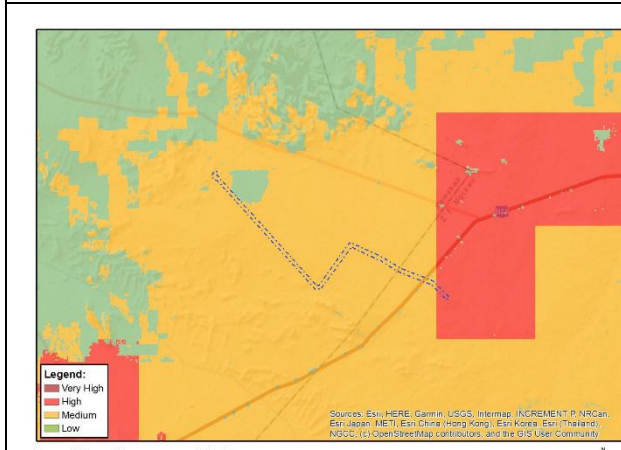 Legend:
Very High
High
Medium
Low
Sources: Esri, HERE, Garmin, USGS, Intermap, INCREMENT P, NRCan,
Esri Japan, METI, Esri China (Hong Kong), Esri Korea, Esri (Thailand),
NGCC, (c) OpenStreetMap contributors, and the GIS User Community
N